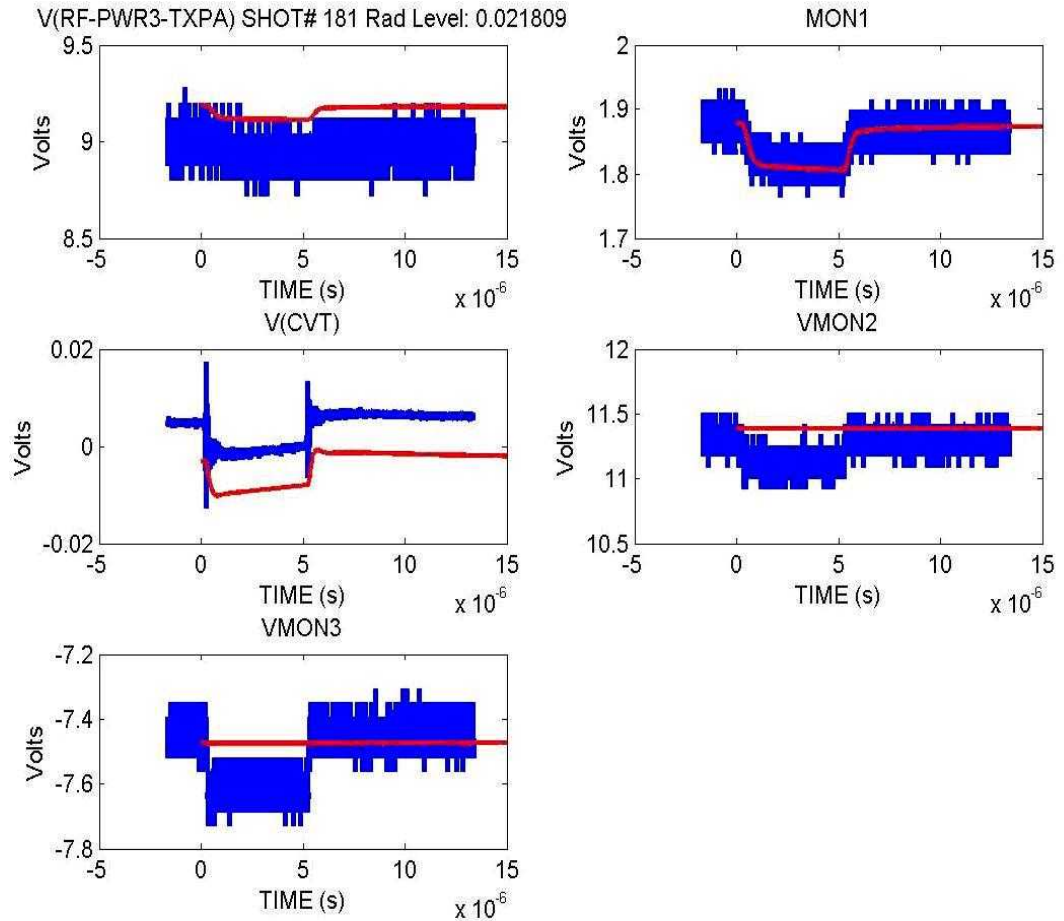 V(RF-PWR3-TXPA) SHOT# 181 Rad Level: 0.021809
9.5
9
8.5
Volts
-5 0 5 10 15
TIME (s)
x 10^-6
MON1
2
1.9
1.8
1.7
Volts
-5 0 5 10 15
TIME (s)
x 10^-6
V(CVT)
0.02
0
-0.02
Volts
-5 0 5 10 15
TIME (s)
x 10^-6
VMON2
12
11.5
11
10.5
Volts
-5 0 5 10 15
TIME (s)
x 10^-6
VMON3
-7.2
-7.4
-7.6
-7.8
Volts
-5 0 5 10 15
TIME (s)
x 10^-6